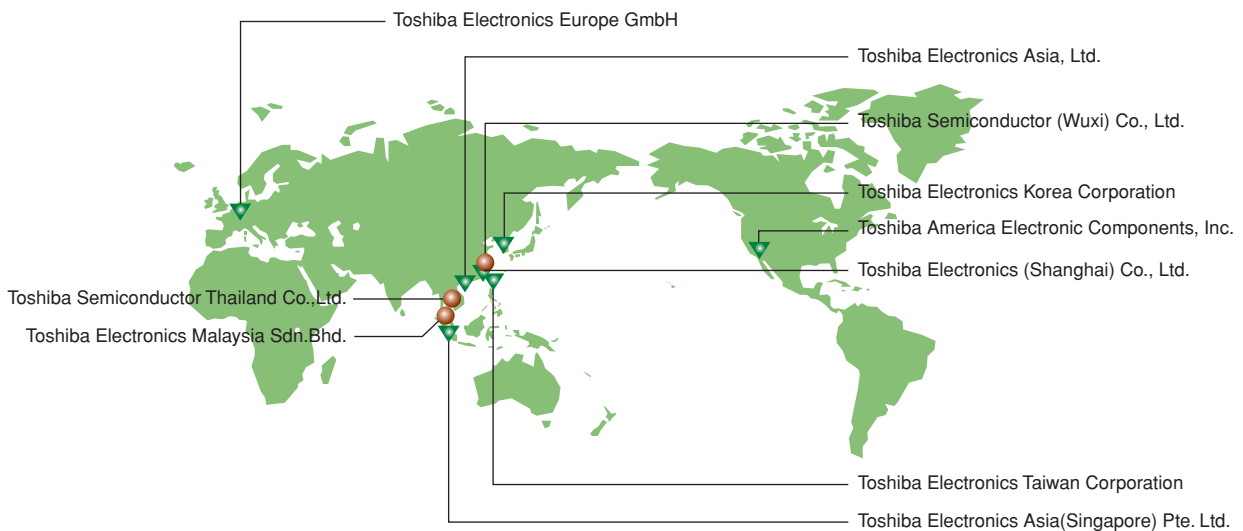 Toshiba Electronics Europe GmbH
Toshiba Electronics Asia, Ltd.
Toshiba Semiconductor (Wuxi) Co., Ltd.
Toshiba Electronics Korea Corporation
Toshiba America Electronic Components, Inc.
Toshiba Electronics (Shanghai) Co., Ltd.
Toshiba Semiconductor Thailand Co.,Ltd.
Toshiba Electronics Malaysia Sdn.Bhd.
Toshiba Electronics Taiwan Corporation
Toshiba Electronics Asia(Singapore) Pte. Ltd.